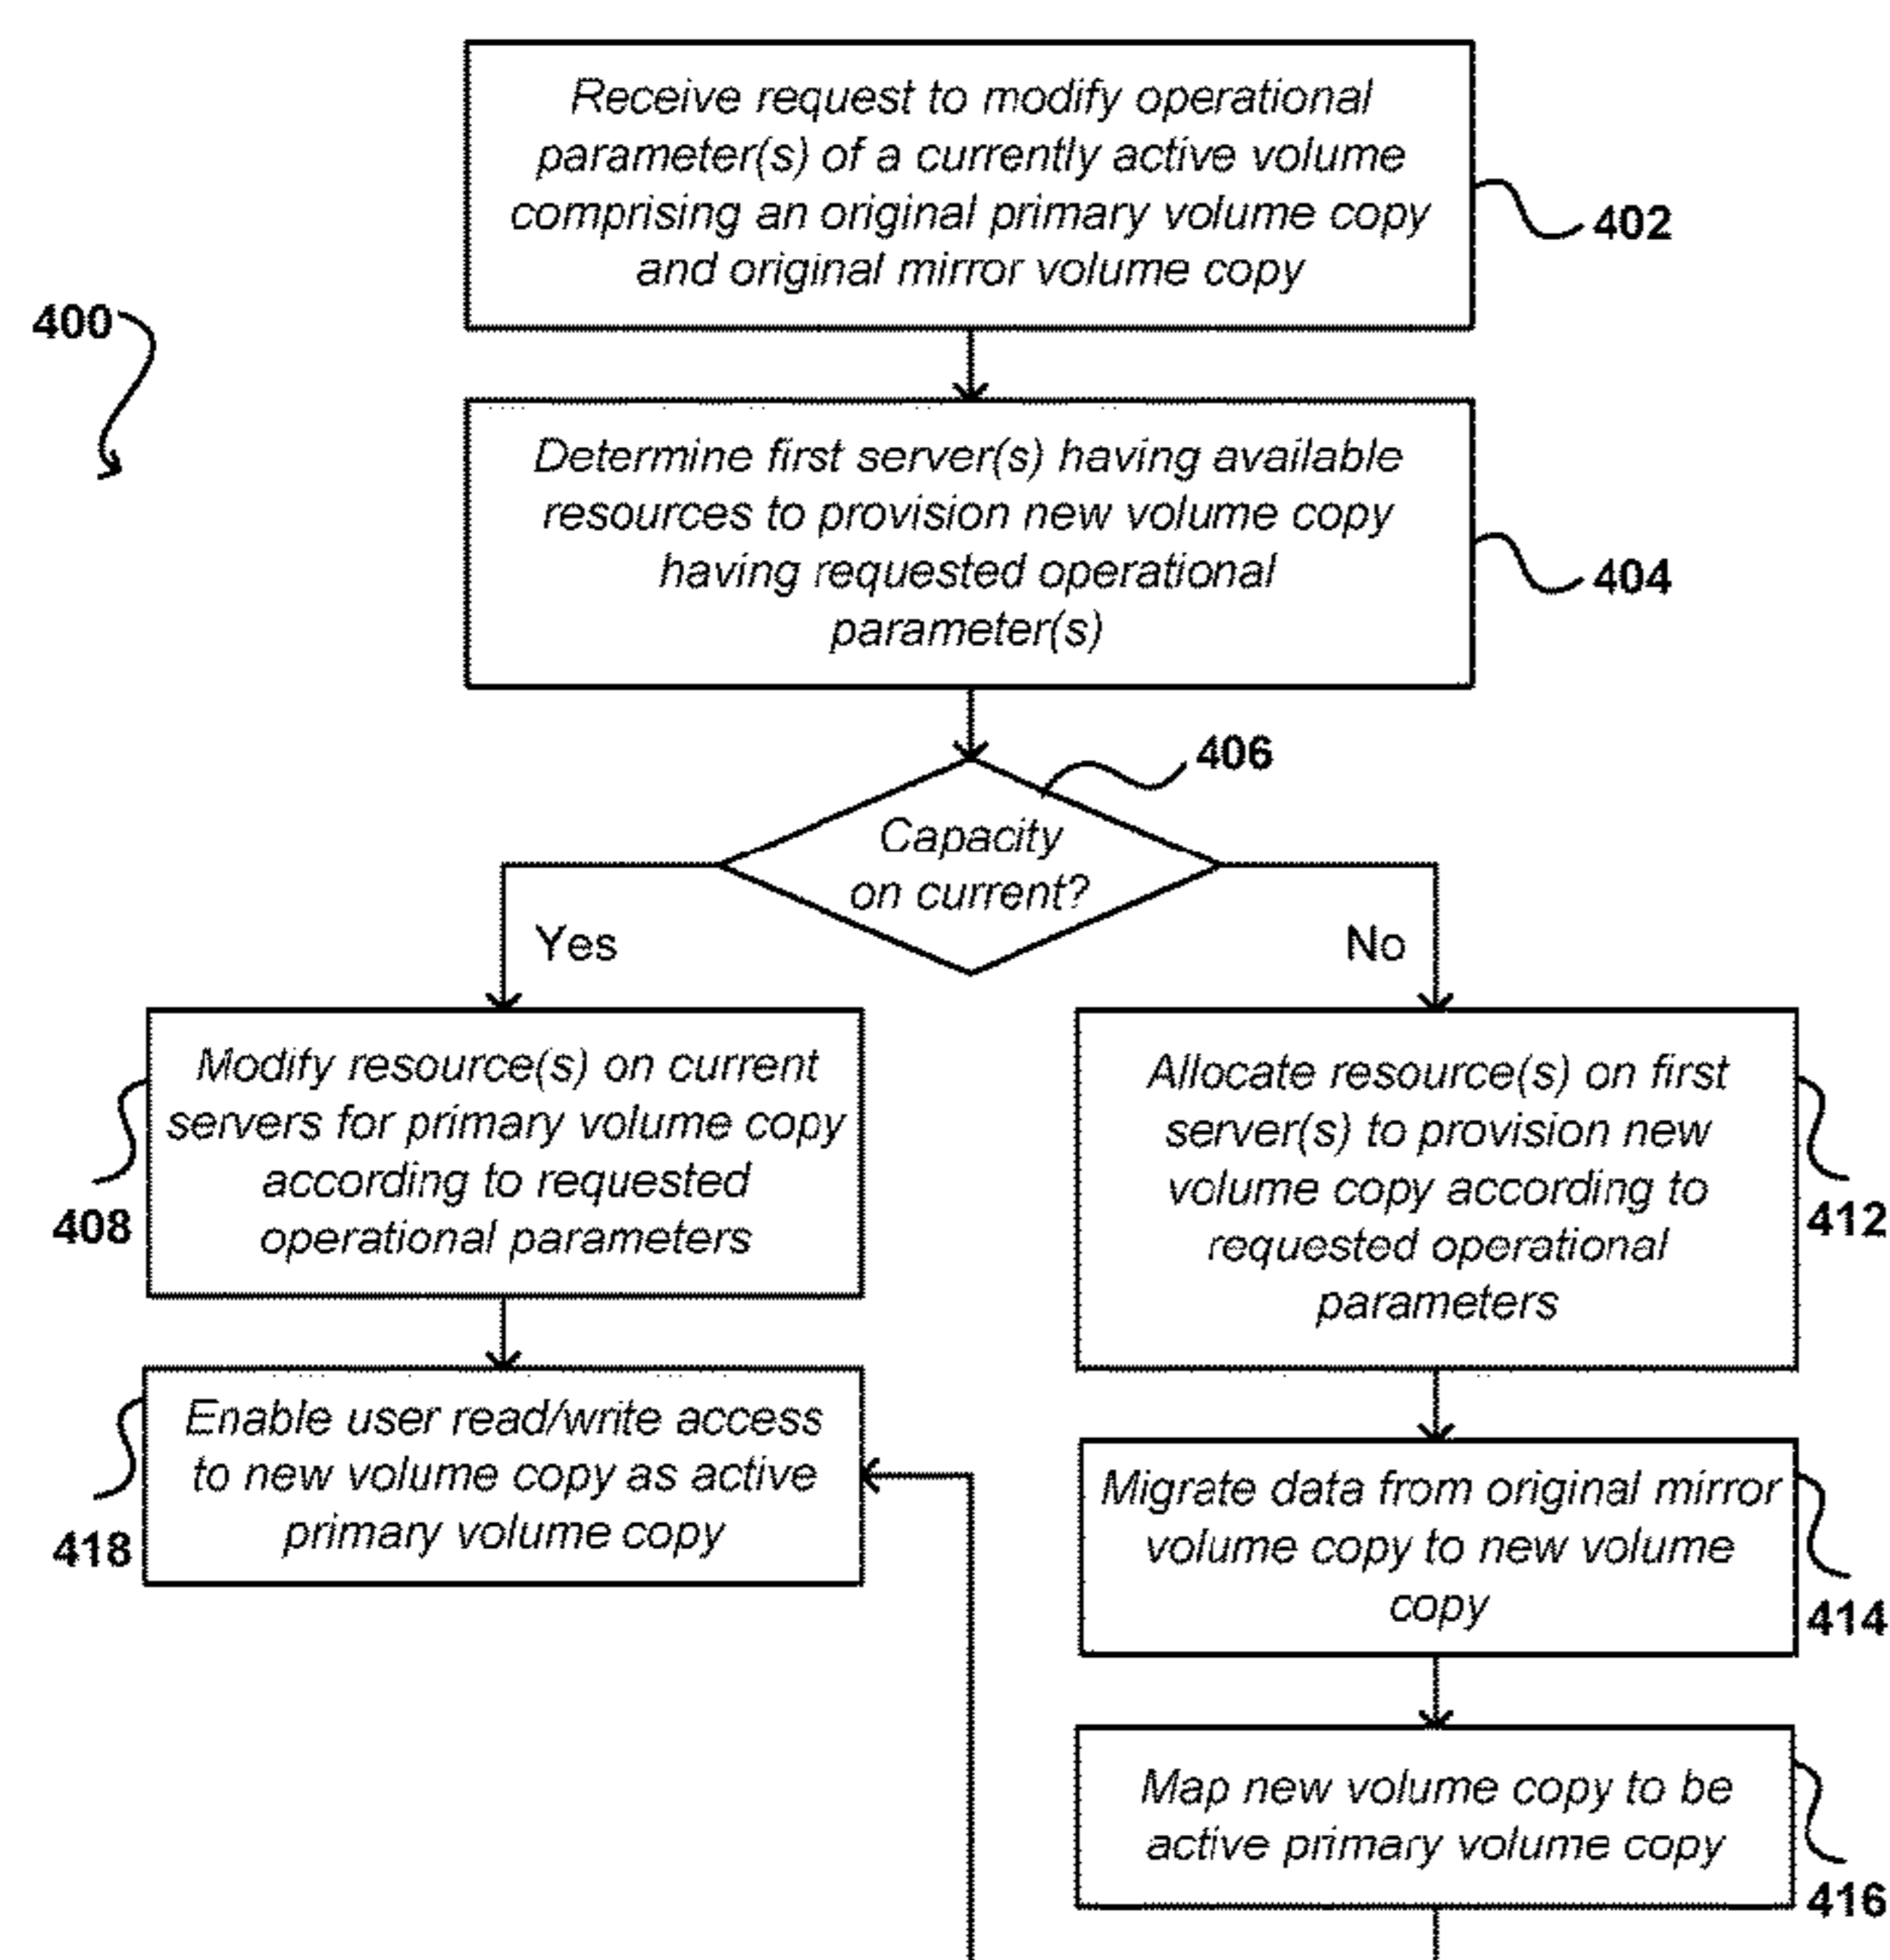 Receive request to modify operational
parameter(s) of a currently active volume
comprising an original primary volume copy
and original mirror volume copy
402
400
Determine first server(s) having available
resources to provision new volume copy
having requested operational
parameter(s)
404
406
Capacity
on current?
Yes
No
Modify resource(s) on current
servers for primary volume copy
according to requested
operational parameters
408
Allocate resource(s) on first
server(s) to provision new
volume copy according to
requested operational
parameters
412
Enable user read/write access
to new volume copy as active
primary volume copy
418
Migrate data from original mirror
volume copy to new volume
copy
414
Map new volume copy to be
active primary volume copy
416